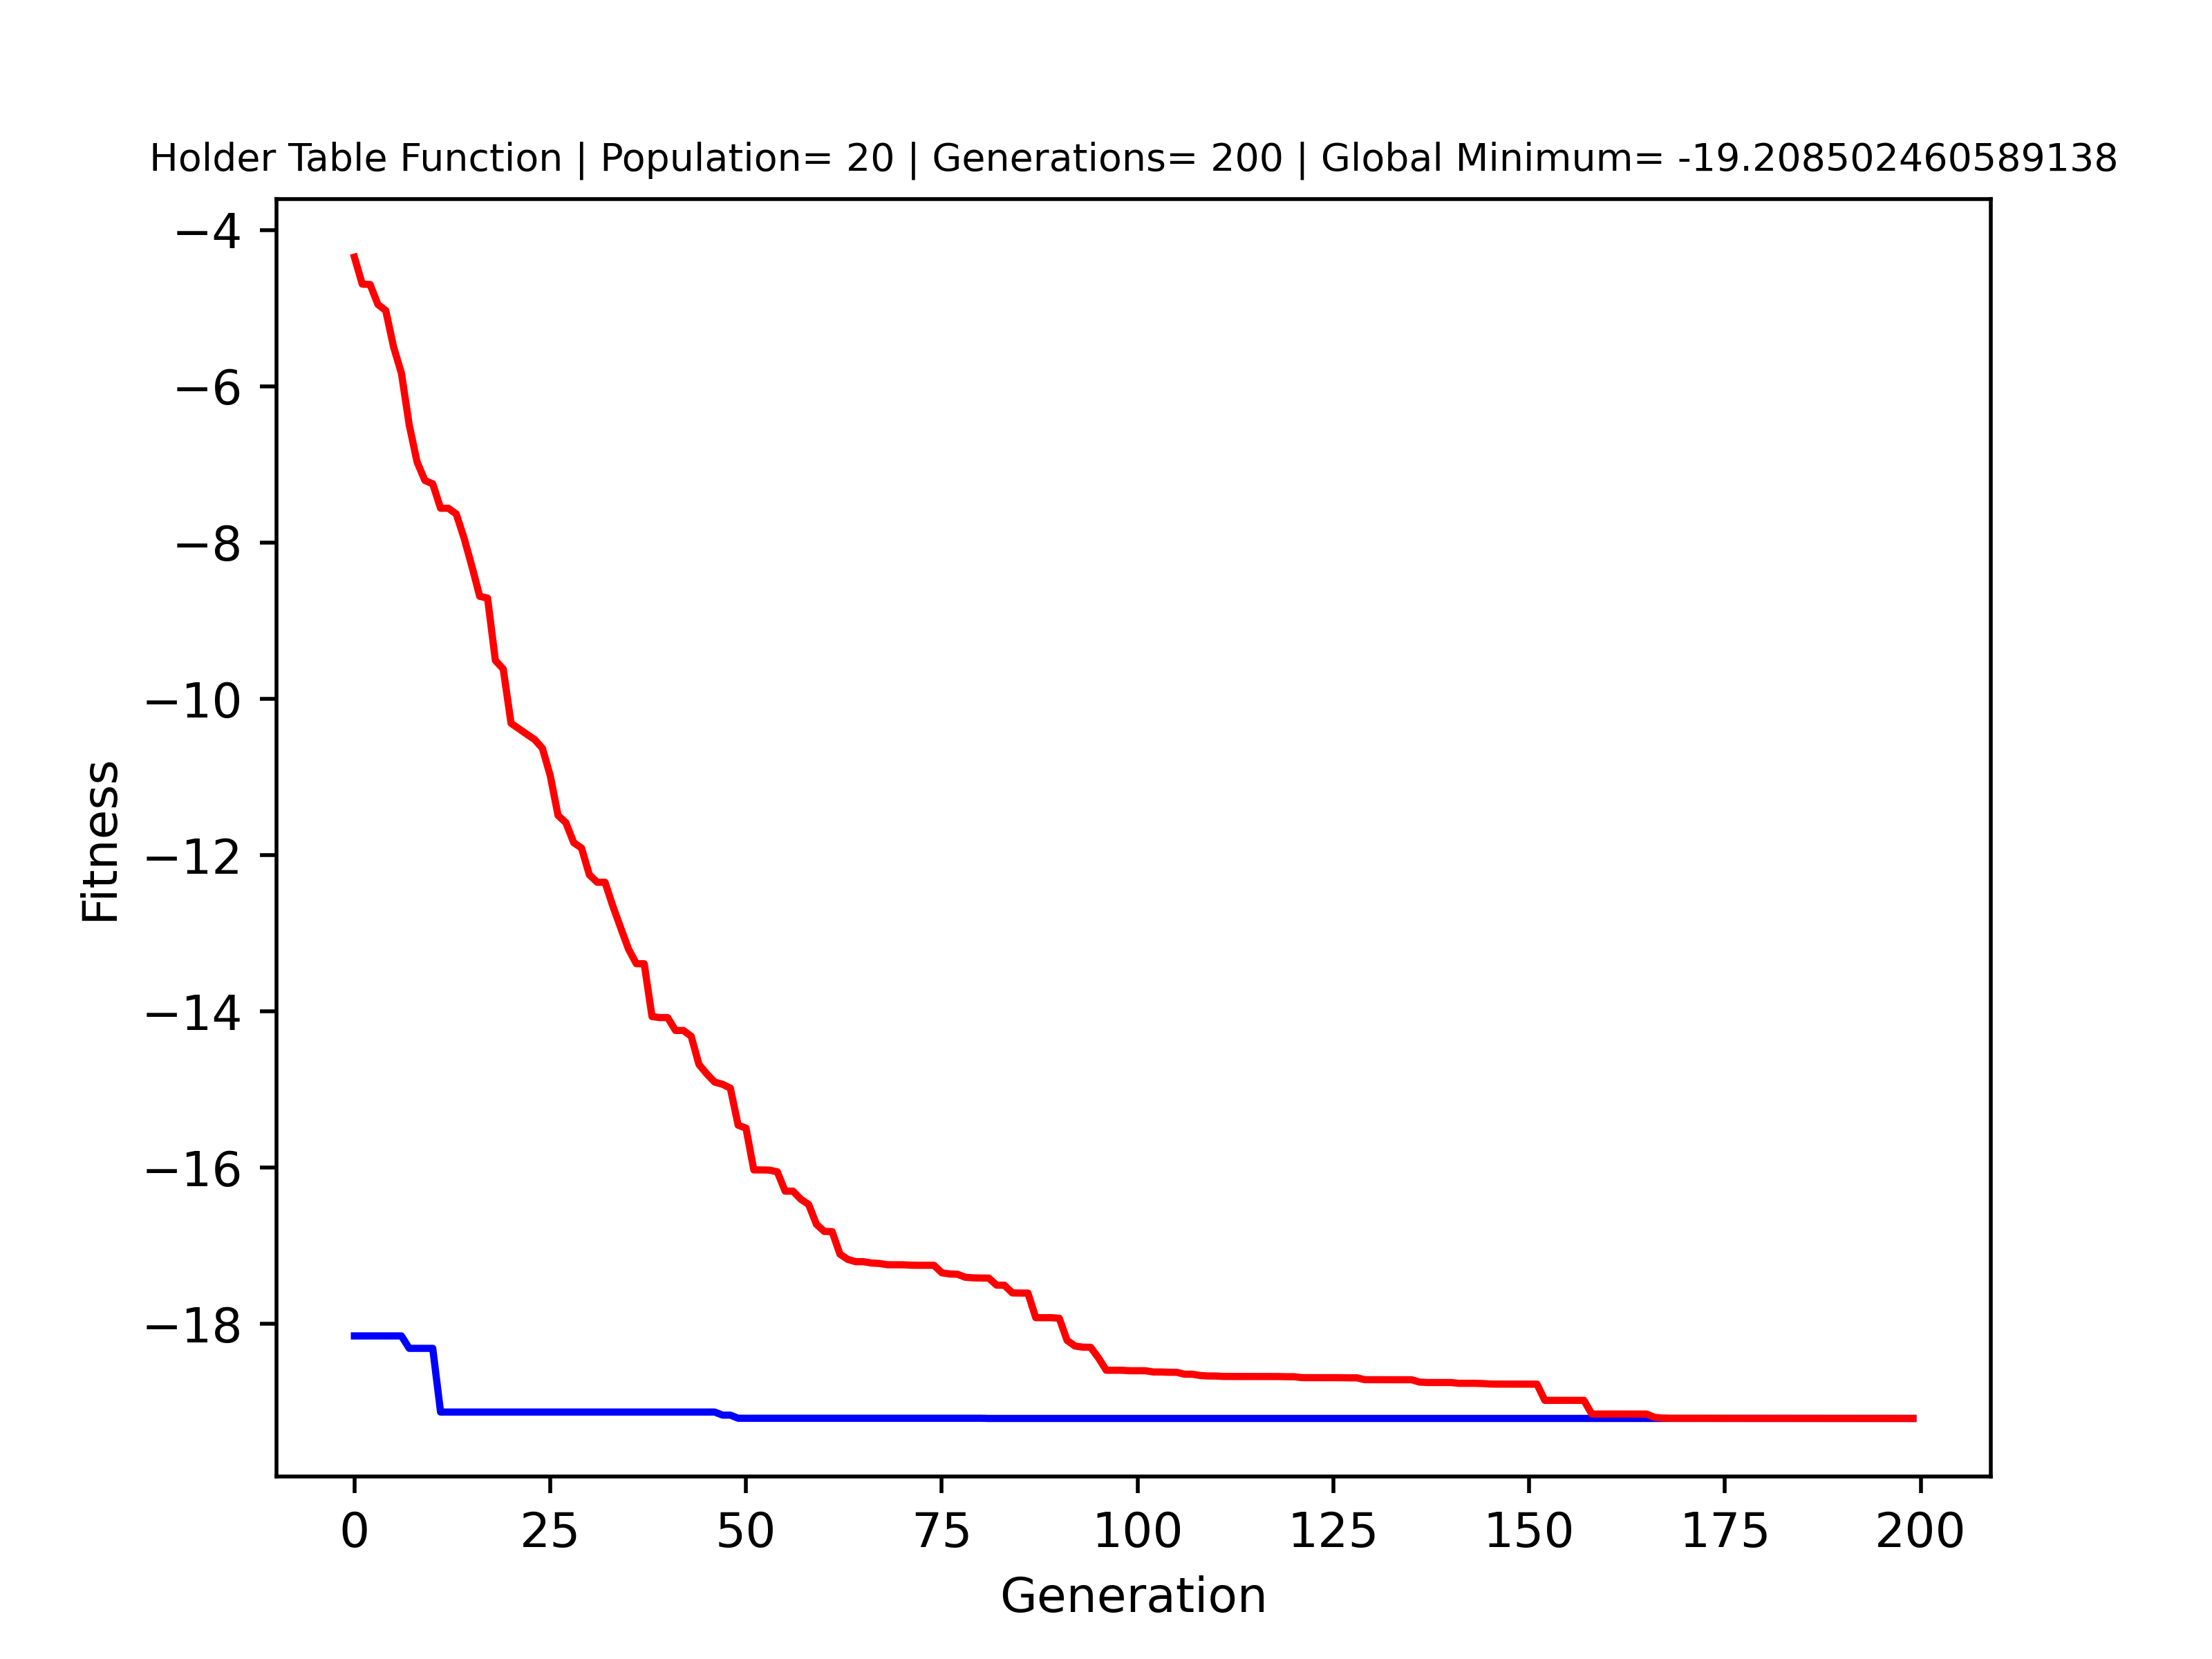 Holder Table Function | Population= 20 | Generations= 200 | Global Minimum= -19.208502460589138
−4
−6
−8
−10
−12
−14
−16
−18
Fitness
0 25 50 75 100 125 150 175 200
Generation